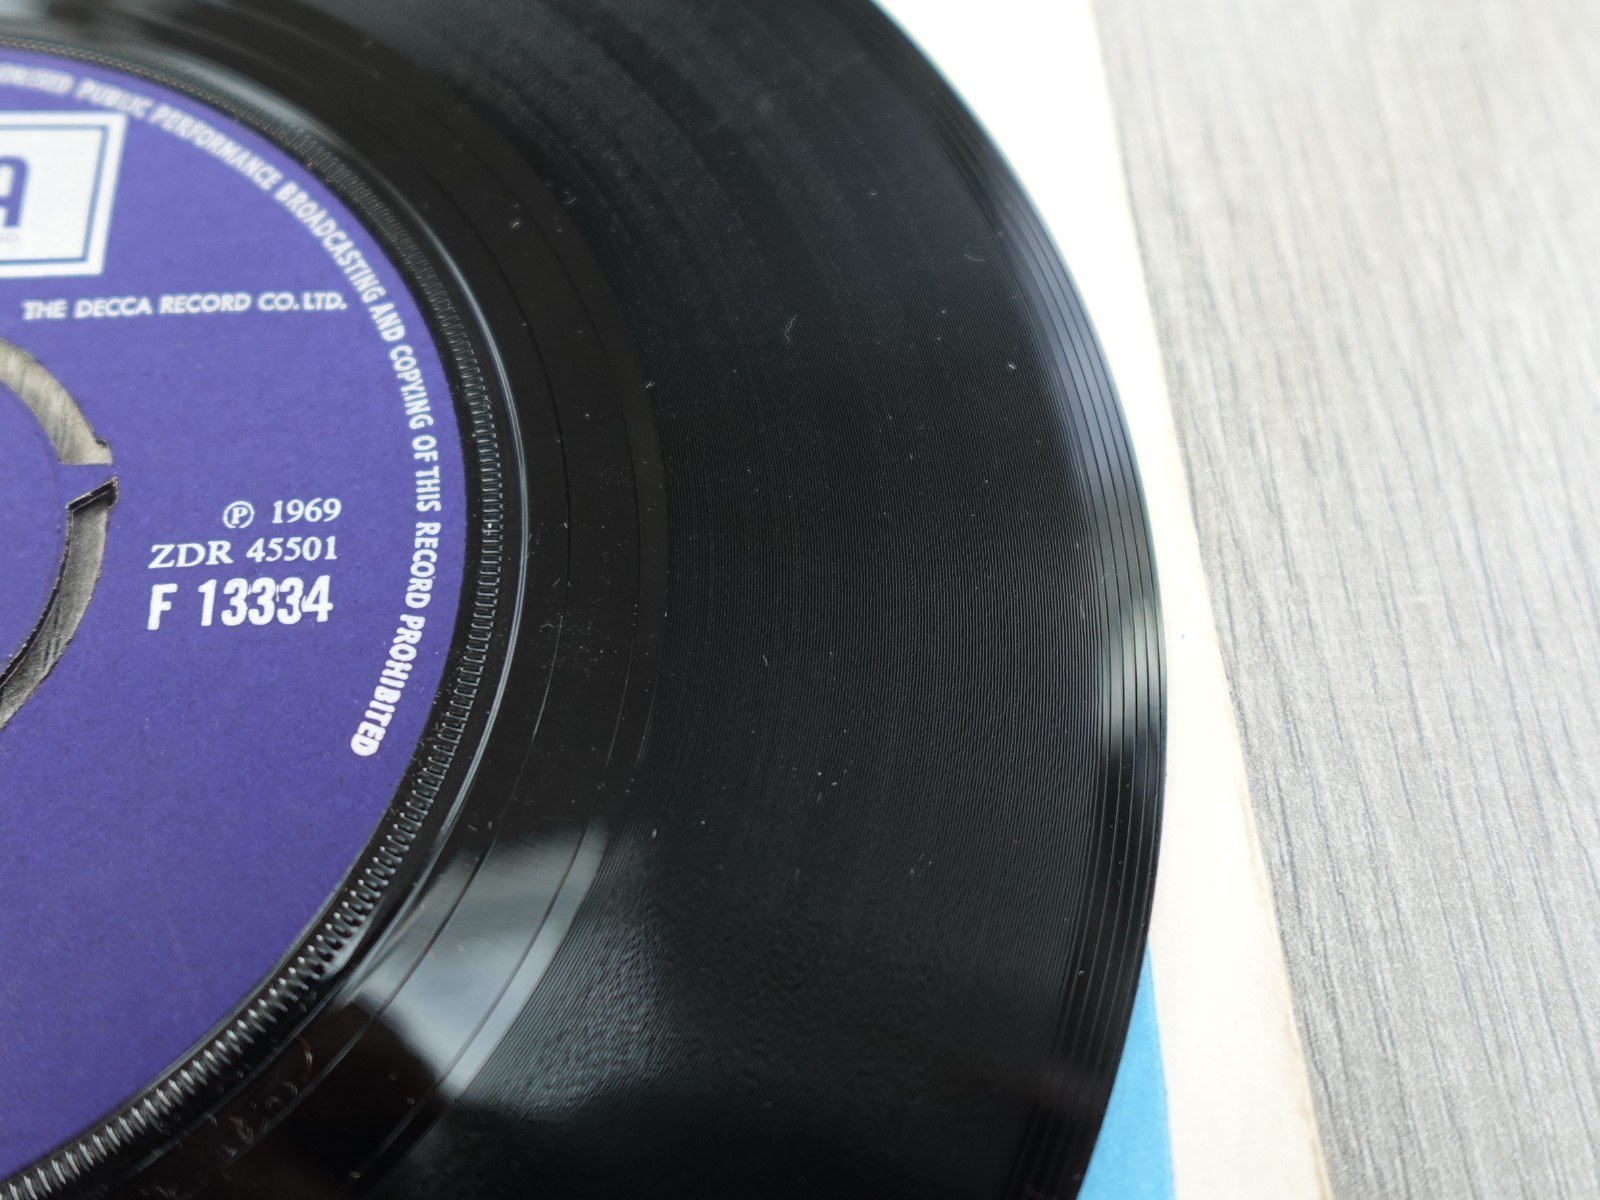 PUBLIC PERFORMANCE BROADCASTING AND COPYING OF THIS RECORD PROHIBITED
A
THE DECCA RECORD CO. LTD.
Ⓟ 1969
ZDR 45501
F 13334